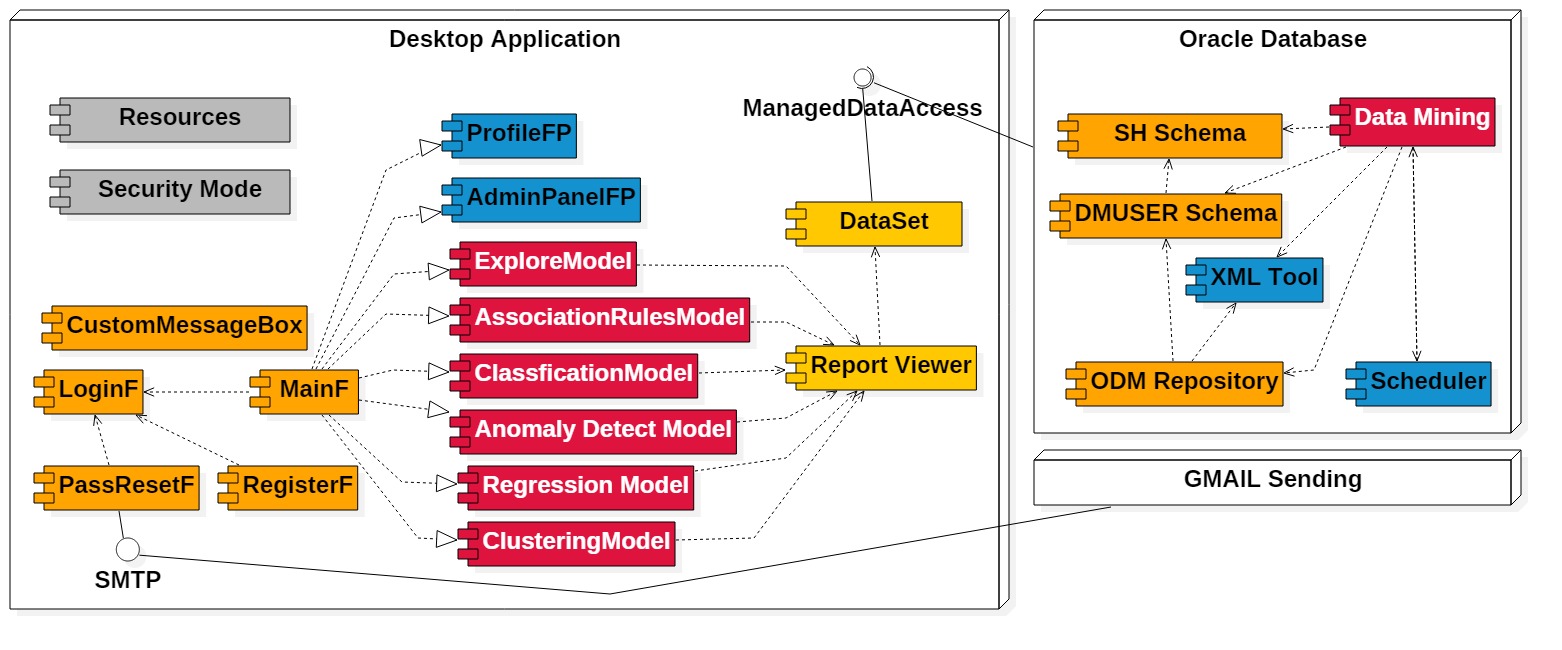 Desktop Application
Resources
Security Mode
CustomMessageBox
LoginF
MainF
PassResetF
RegisterF
SMTP
ProfileFP
AdminPanelFP
ExploreModel
AssociationRulesModel
ClassficationModel
Anomaly Detect Model
Regression Model
ClusteringModel
ManagedDataAccess
DataSet
Report Viewer
Oracle Database
SH Schema
Data Mining
DMUSER Schema
XML Tool
ODM Repository
Scheduler
GMAIL Sending